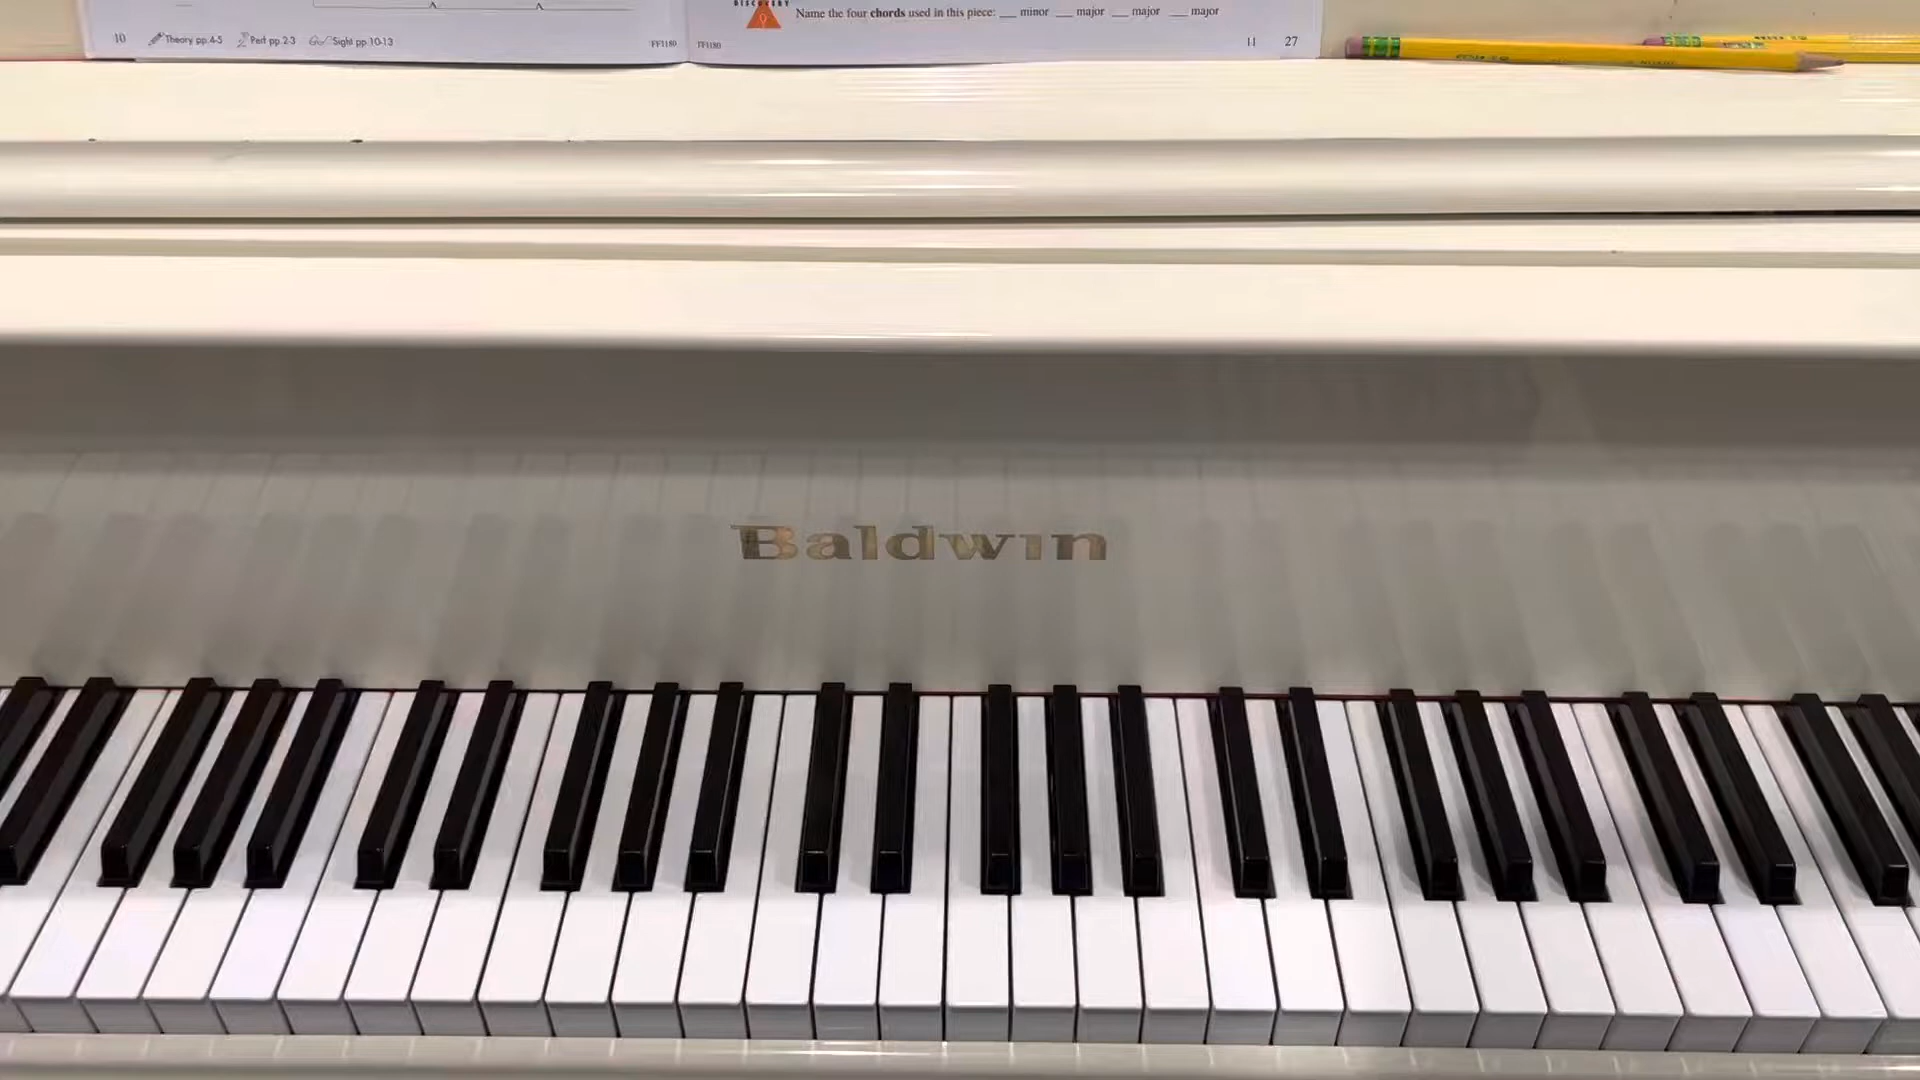 DISCOVERY
Name the four chords used in this piece: ___ minor ___ major ___ major ___ major
10 Theory pp.4-5 Perf pp.2-3 Sight pp.10-13 FF1180
FF1180 11 27
Baldwin